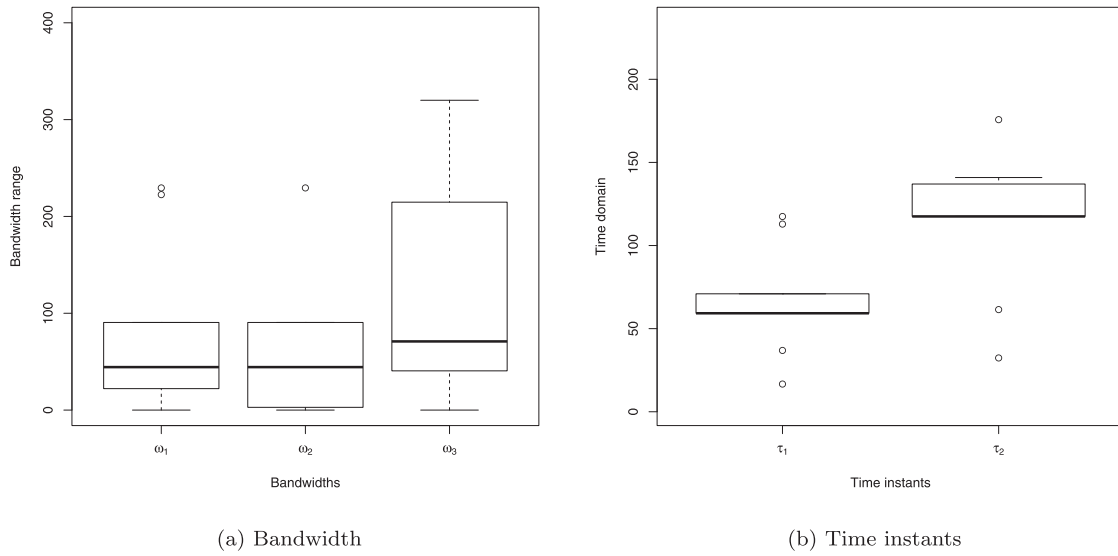 400
300
200
100
0
Bandwidth range
ω1
ω2
ω3
Bandwidths
(a) Bandwidth
200
150
100
50
0
Time domain
τ1
τ2
Time instants
(b) Time instants